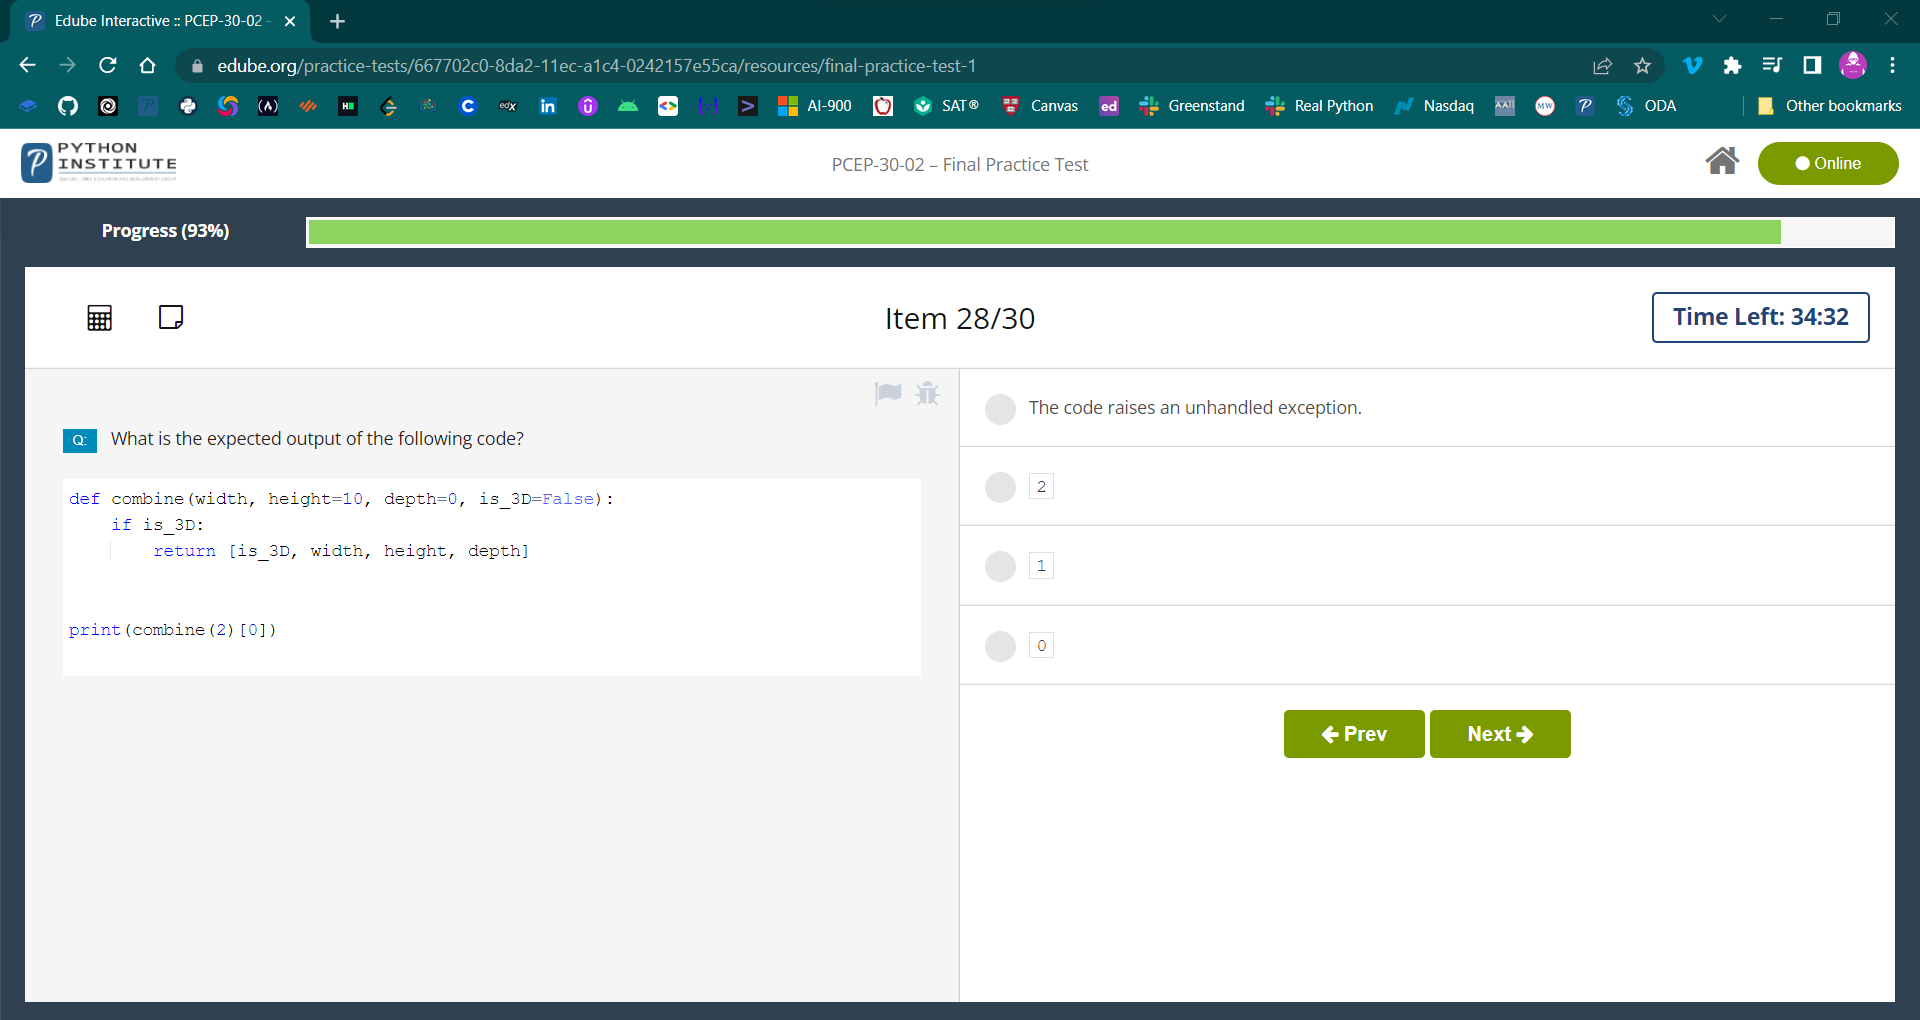 Edube Interactive :: PCEP-30-02 –
edube.org/practice-tests/667702c0-8da2-11ec-a1c4-0242157e55ca/resources/final-practice-test-1
AI-900
SAT®
Canvas
ed
Greenstand
Real Python
Nasdaq
MW
ODA
Other bookmarks
PYTHON
INSTITUTE
PCEP-30-02 – Final Practice Test
Online
Progress (93%)
Item 28/30
Time Left: 34:32
Q: What is the expected output of the following code?
def combine(width, height=10, depth=0, is_3D=False):
    if is_3D:
        return [is_3D, width, height, depth]
print(combine(2)[0])
The code raises an unhandled exception.
2
1
0
Prev
Next